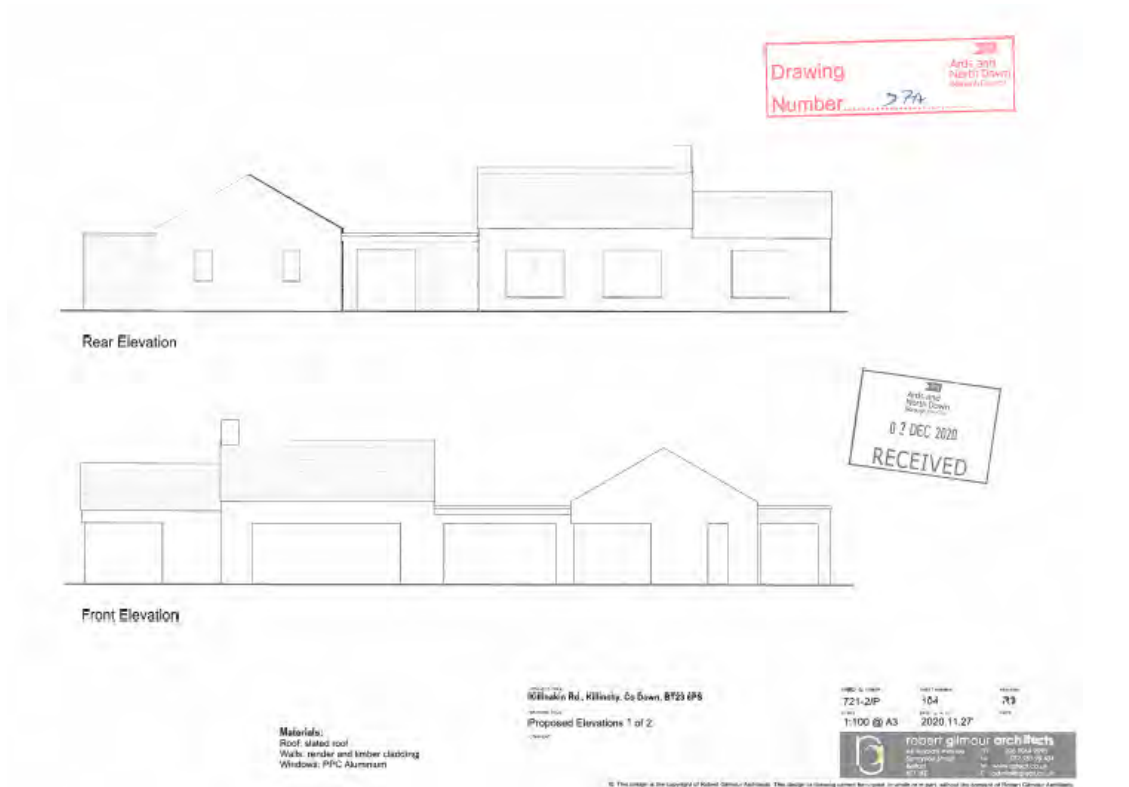 Drawing
Ards and
North Down
Borough Council
Number
Rear Elevation
Ards and
North Down
Borough Council
0 2 DEC 2020
RECEIVED
Front Elevation
Killinakin Rd., Killinchy, Co Down, BT23 6PS
721-2/P
104
Proposed Elevations 1 of 2
1:100 @ A3
2020.11.27
Materials:
Roof: slated roof
Walls: render and timber cladding
Windows: PPC Aluminium
robert gilmour architects